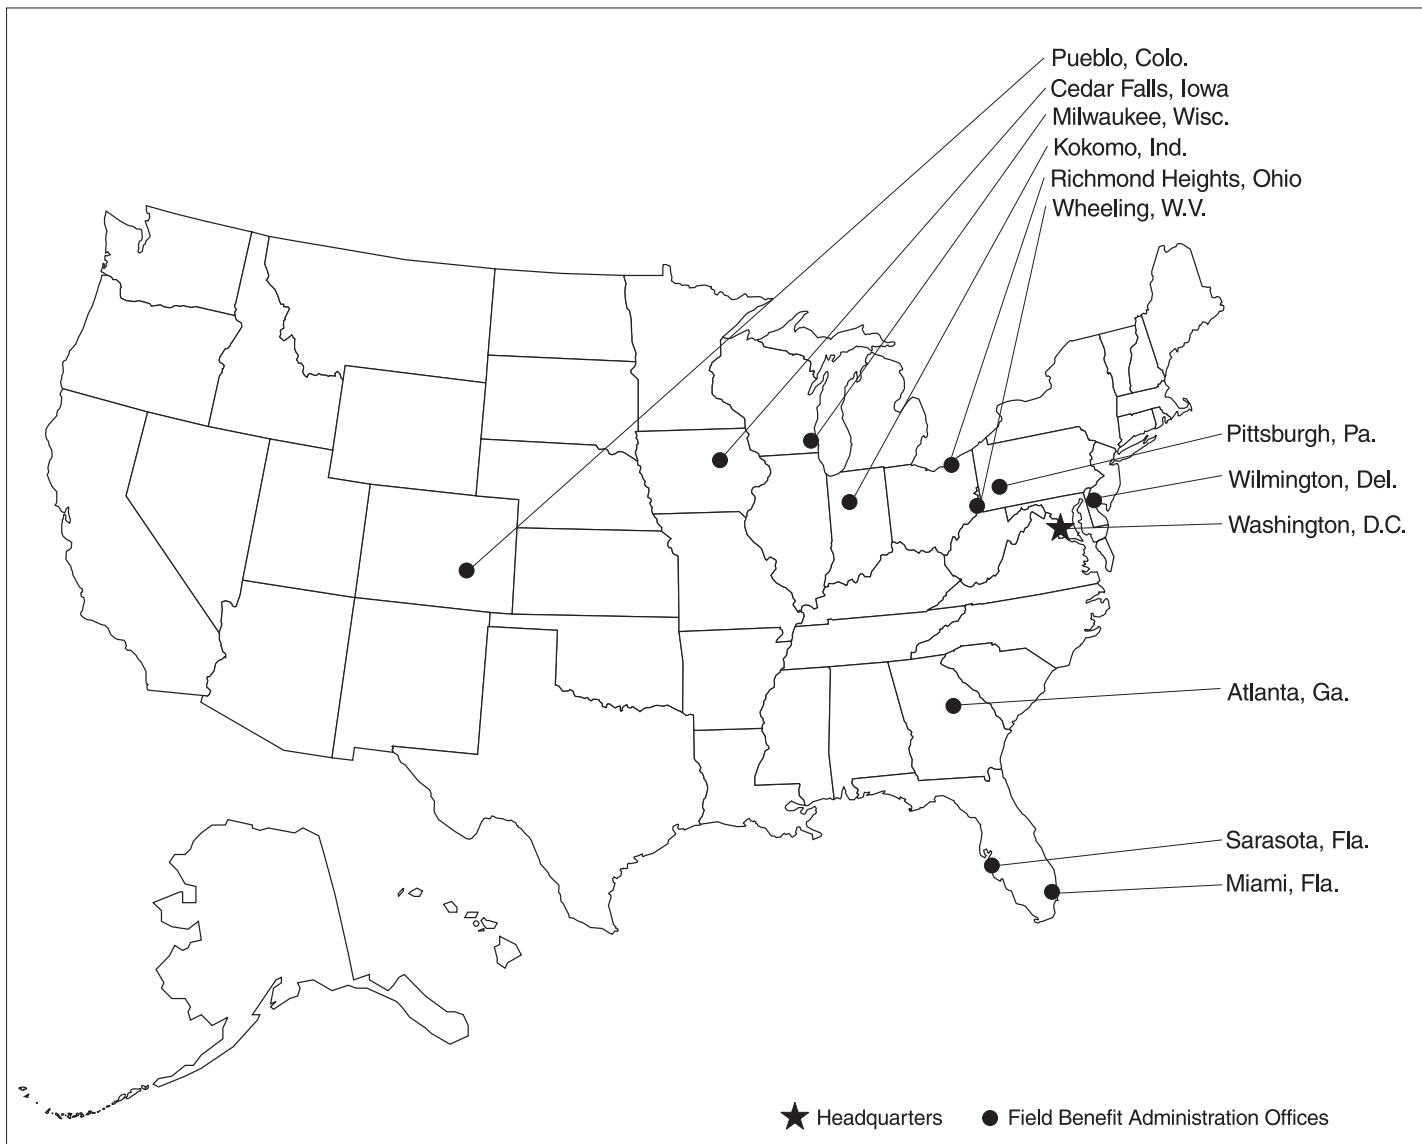 Pueblo, Colo.
Cedar Falls, Iowa
Milwaukee, Wisc.
Kokomo, Ind.
Richmond Heights, Ohio
Wheeling, W.V.
Pittsburgh, Pa.
Wilmington, Del.
Washington, D.C.
Atlanta, Ga.
Sarasota, Fla.
Miami, Fla.
Headquarters
Field Benefit Administration Offices